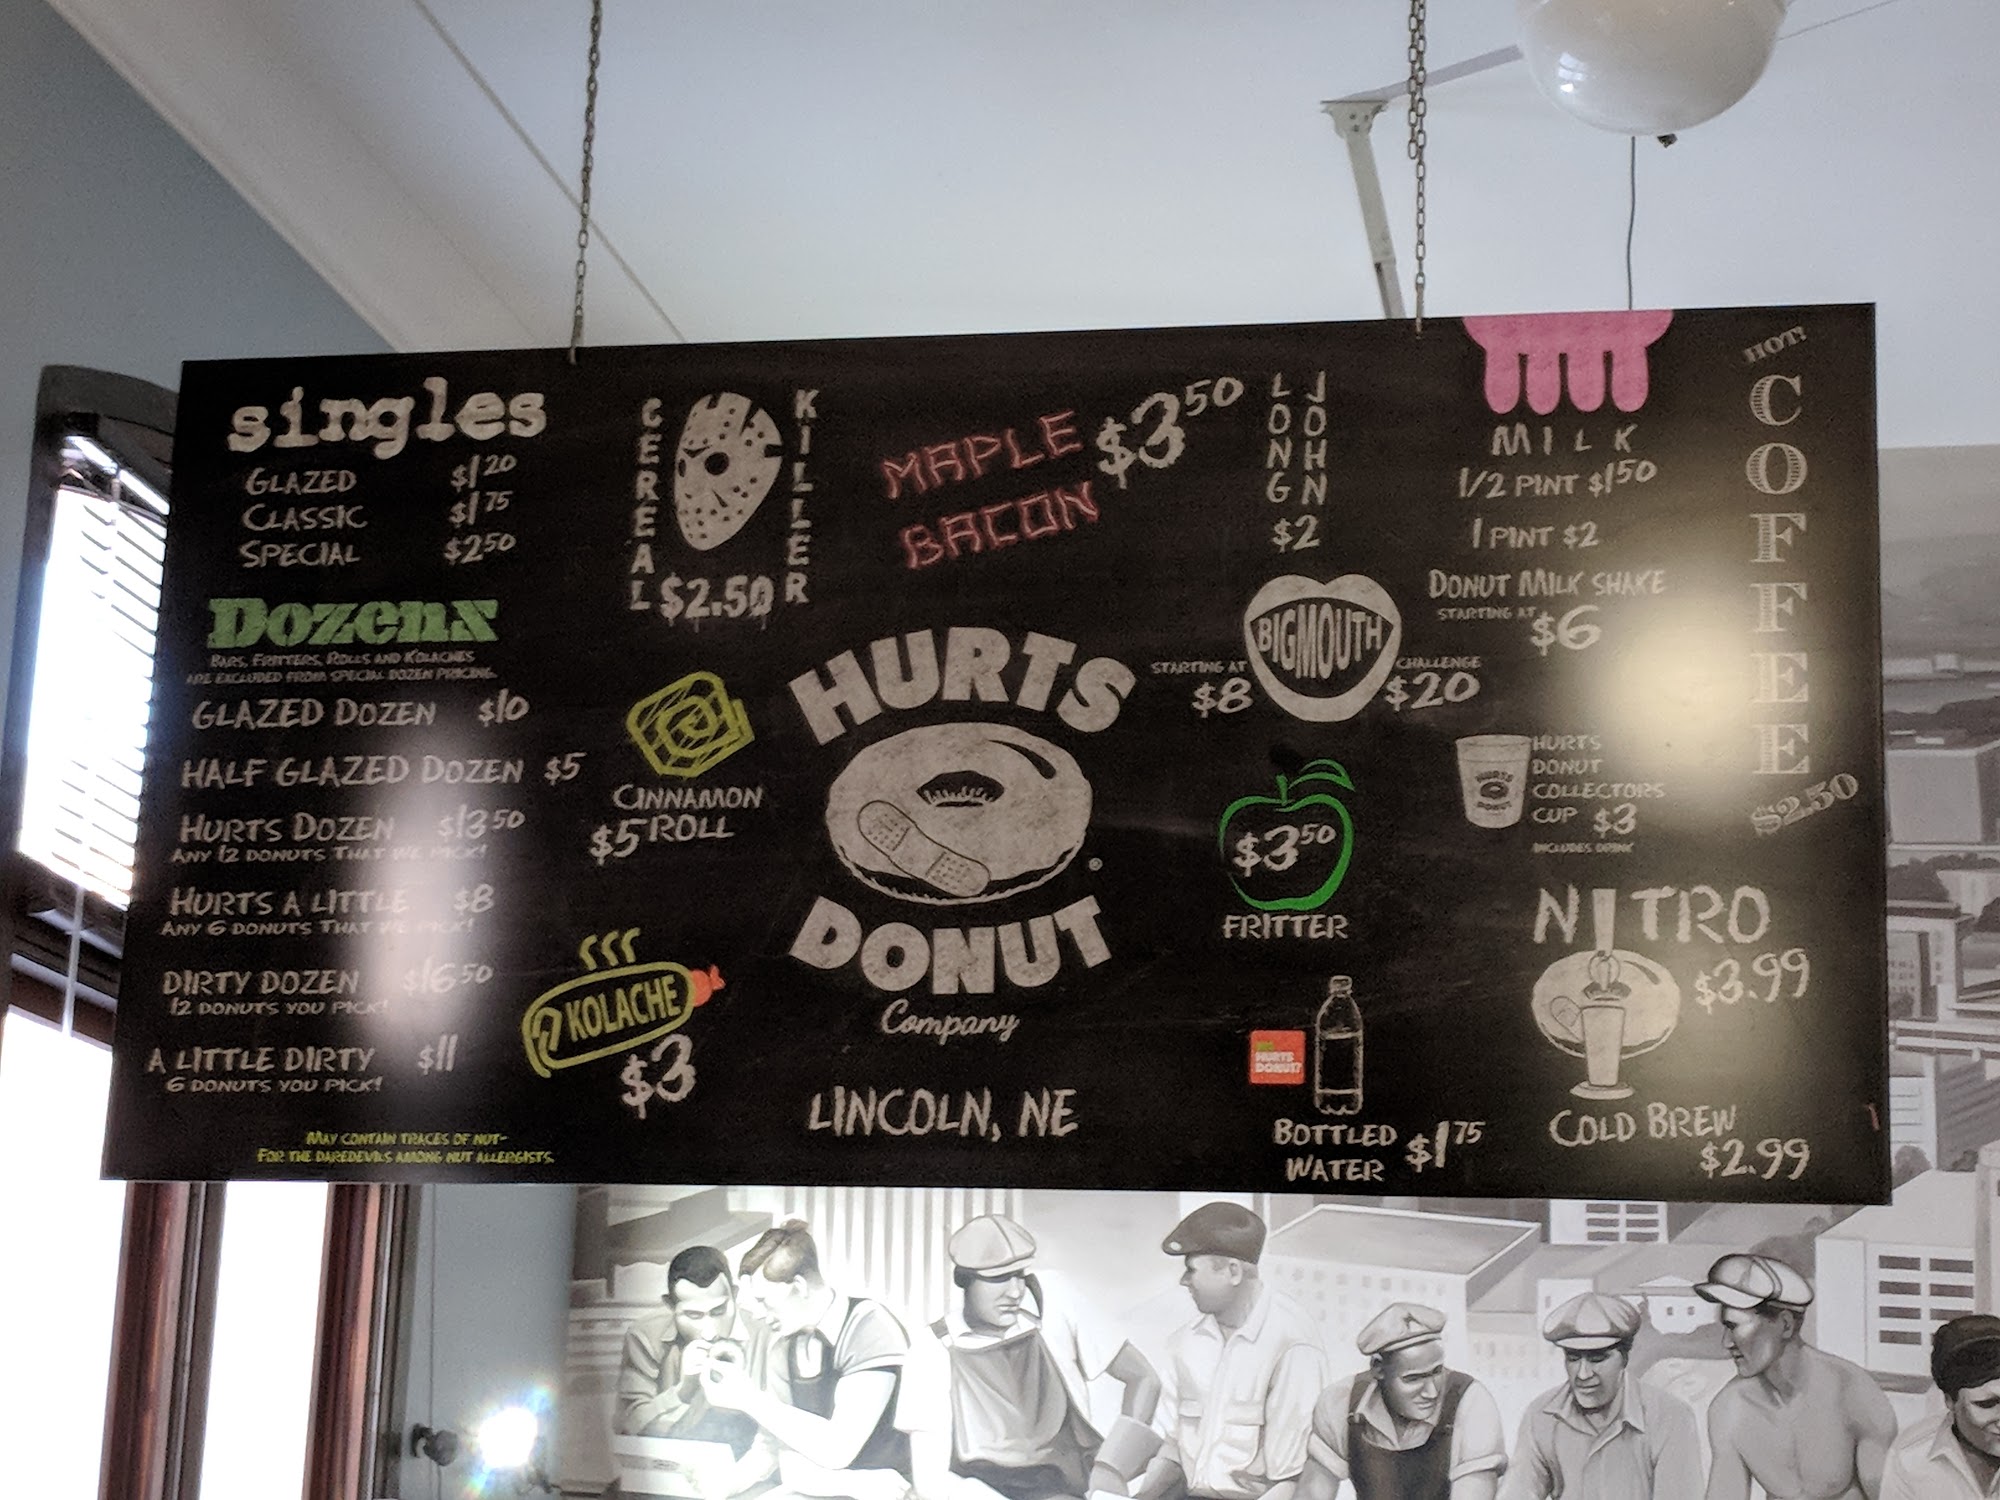 singles
GLAZED $1 20
CLASSIC $1 75
SPECIAL $2 50
Dozens
BARS, FRITTERS, ROLLS AND KOLACHES
ARE EXCLUDED FROM SPECIAL DOZEN PRICING.
GLAZED DOZEN $10
HALF GLAZED DOZEN $5
HURTS DOZEN $13 50
ANY 12 DONUTS THAT WE PICK!
HURTS A LITTLE $8
ANY 6 DONUTS THAT WE PICK!
DIRTY DOZEN $16 50
12 DONUTS YOU PICK!
A LITTLE DIRTY $11
6 DONUTS YOU PICK!
MAY CONTAIN TRACES OF NUT-
FOR THE DAREDEVILS AMONG NUT ALLERGISTS.
CEREAL
KILLER
$2.50
CINNAMON
$5 ROLL
KOLACHE
$3
MAPLE
BACON
$3 50
HURTS
DONUT
Company
®
LINCOLN, NE
LONG
JOHN
$2
BIGMOUTH
STARTING AT
$8
CHALLENGE
$20
$3 50
FRITTER
HURTS
DONUT?
BOTTLED
WATER
$1 75
MILK
1/2 PINT $1 50
1 PINT $2
DONUT MILK SHAKE
STARTING AT $6
HURTS
DONUT
HURTS
DONUT
COLLECTORS
CUP $3
INCLUDES DRINK
NITRO
$3.99
COLD BREW
$2.99
HOT!
COFFEE
$2.50